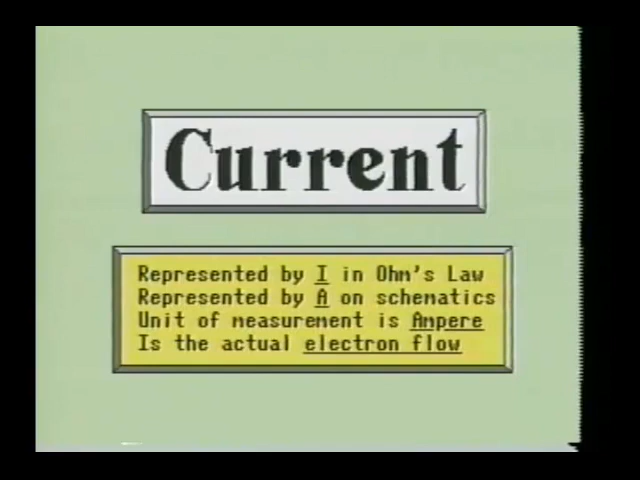 Current
Represented by I in Ohm's Law
Represented by A on schematics
Unit of measurement is Ampere
Is the actual electron flow